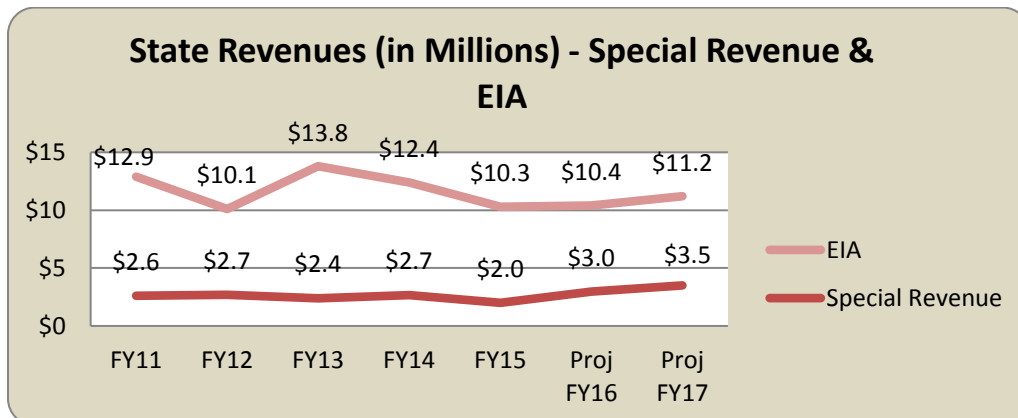 State Revenues (in Millions) - Special Revenue &
EIA
$15
$10
$5
$0
$12.9
$10.1
$13.8
$12.4
$10.3
$10.4
$11.2
$2.6
$2.7
$2.4
$2.7
$2.0
$3.0
$3.5
FY11
FY12
FY13
FY14
FY15
Proj
FY16
Proj
FY17
EIA
Special Revenue